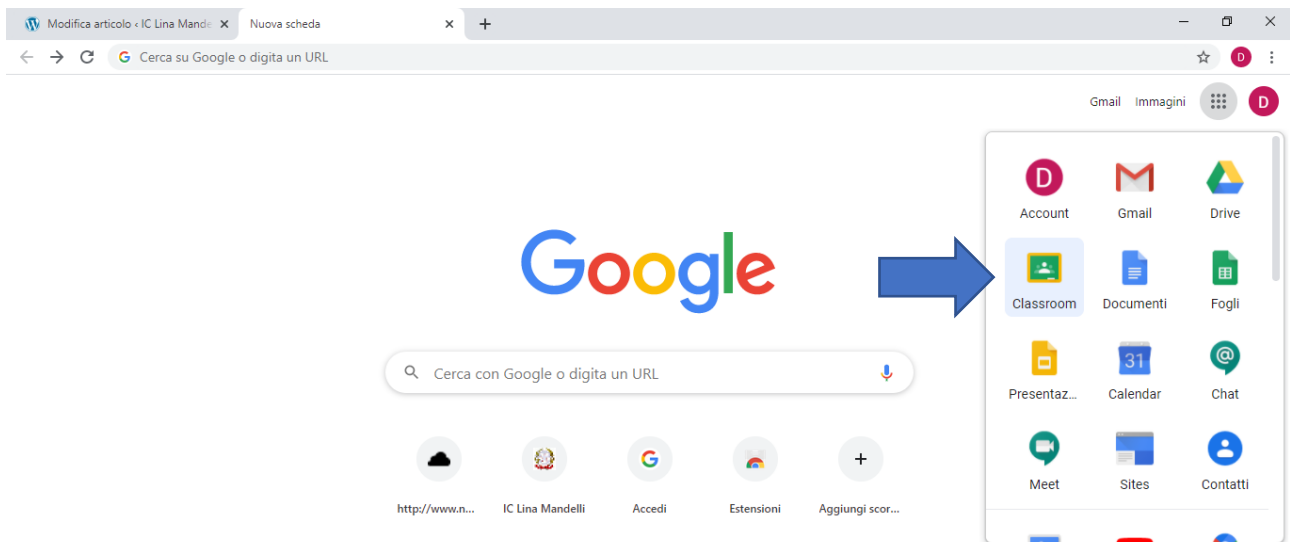 Modifica articolo ‹ IC Lina Mande
Nuova scheda
Cerca su Google o digita un URL
D
Gmail Immagini
D
D
Account Gmail Drive
Google
Classroom Documenti Fogli
Cerca con Google o digita un URL
31
Presentaz... Calendar Chat
Meet Sites Contatti
http://www.n... IC Lina Mandelli Accedi Estensioni Aggiungi scor...